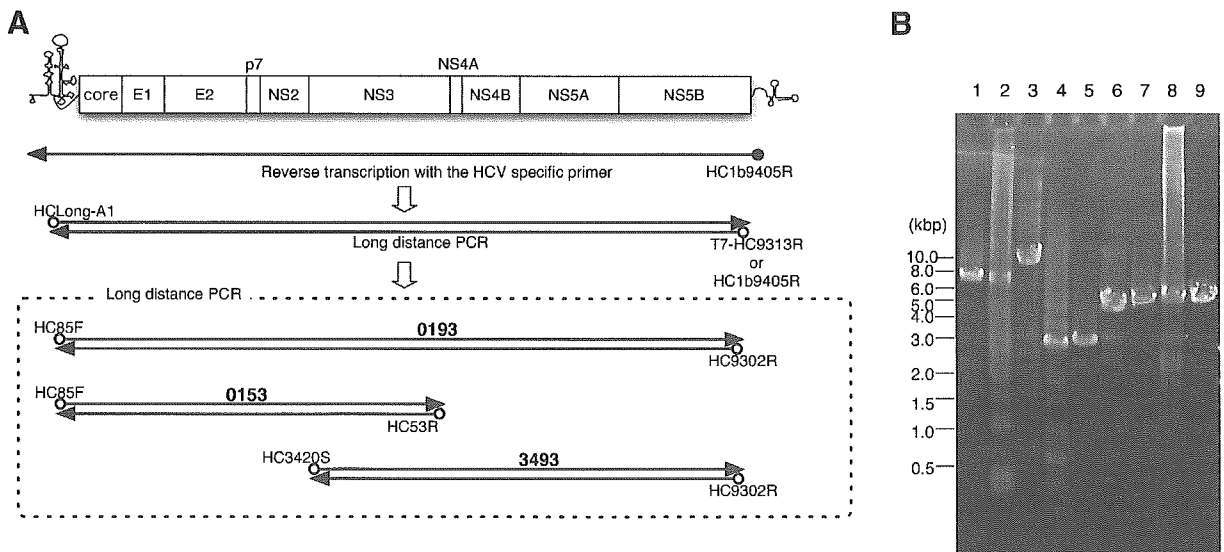 A
p7
NS4A
core E1 E2 NS2 NS3 NS4B NS5A NS5B
Reverse transcription with the HCV specific primer
HC1b9405R
HCLong-A1
Long distance PCR
T7-HC9313R
or
HC1b9405R
Long distance PCR
HC85F
0193
HC9302R
HC85F
0153
HC53R
HC3420S
3493
HC9302R
B
1 2 3 4 5 6 7 8 9
(kbp)
10.0
8.0
6.0
5.0
4.0
3.0
2.0
1.5
1.0
0.5